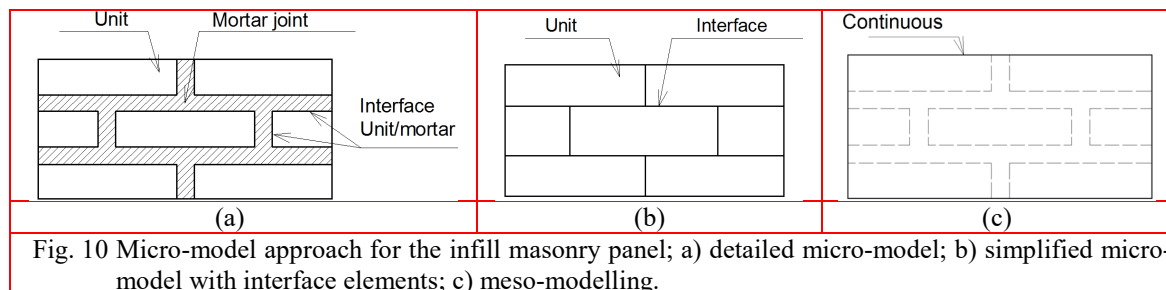 Unit
Mortar joint
Interface
Unit/mortar
(a)
Unit
Interface
(b)
Continuous
(c)
Fig. 10 Micro-model approach for the infill masonry panel; a) detailed micro-model; b) simplified micro-
model with interface elements; c) meso-modelling.